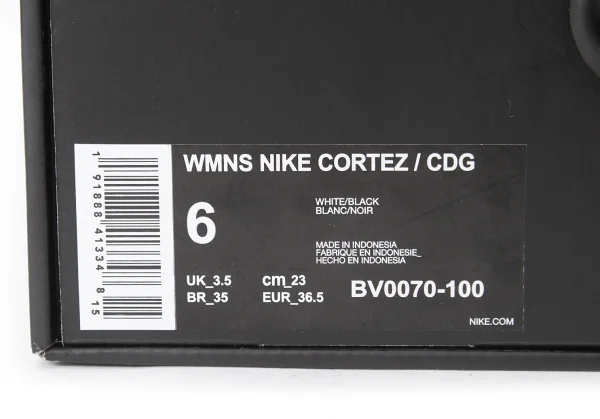 WMNS NIKE CORTEZ / CDG
6
WHITE/BLACK
BLANC/NOIR
MADE IN INDONESIA
FABRIQUE EN INDONESIE_
HECHO EN INDONESIA
UK_3.5 cm_23
BR_35 EUR_36.5
BV0070-100
NIKE.COM
1 91888 41334 8 15